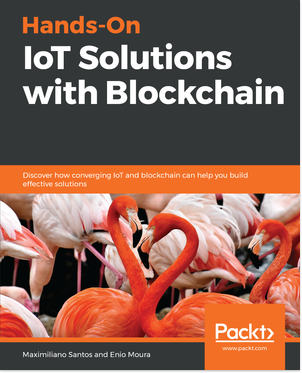 Hands-On
IoT Solutions
with Blockchain
Discover how converging IoT and blockchain can help you build
effective solutions
Packt>
www.packt.com
Maximiliano Santos and Enio Moura